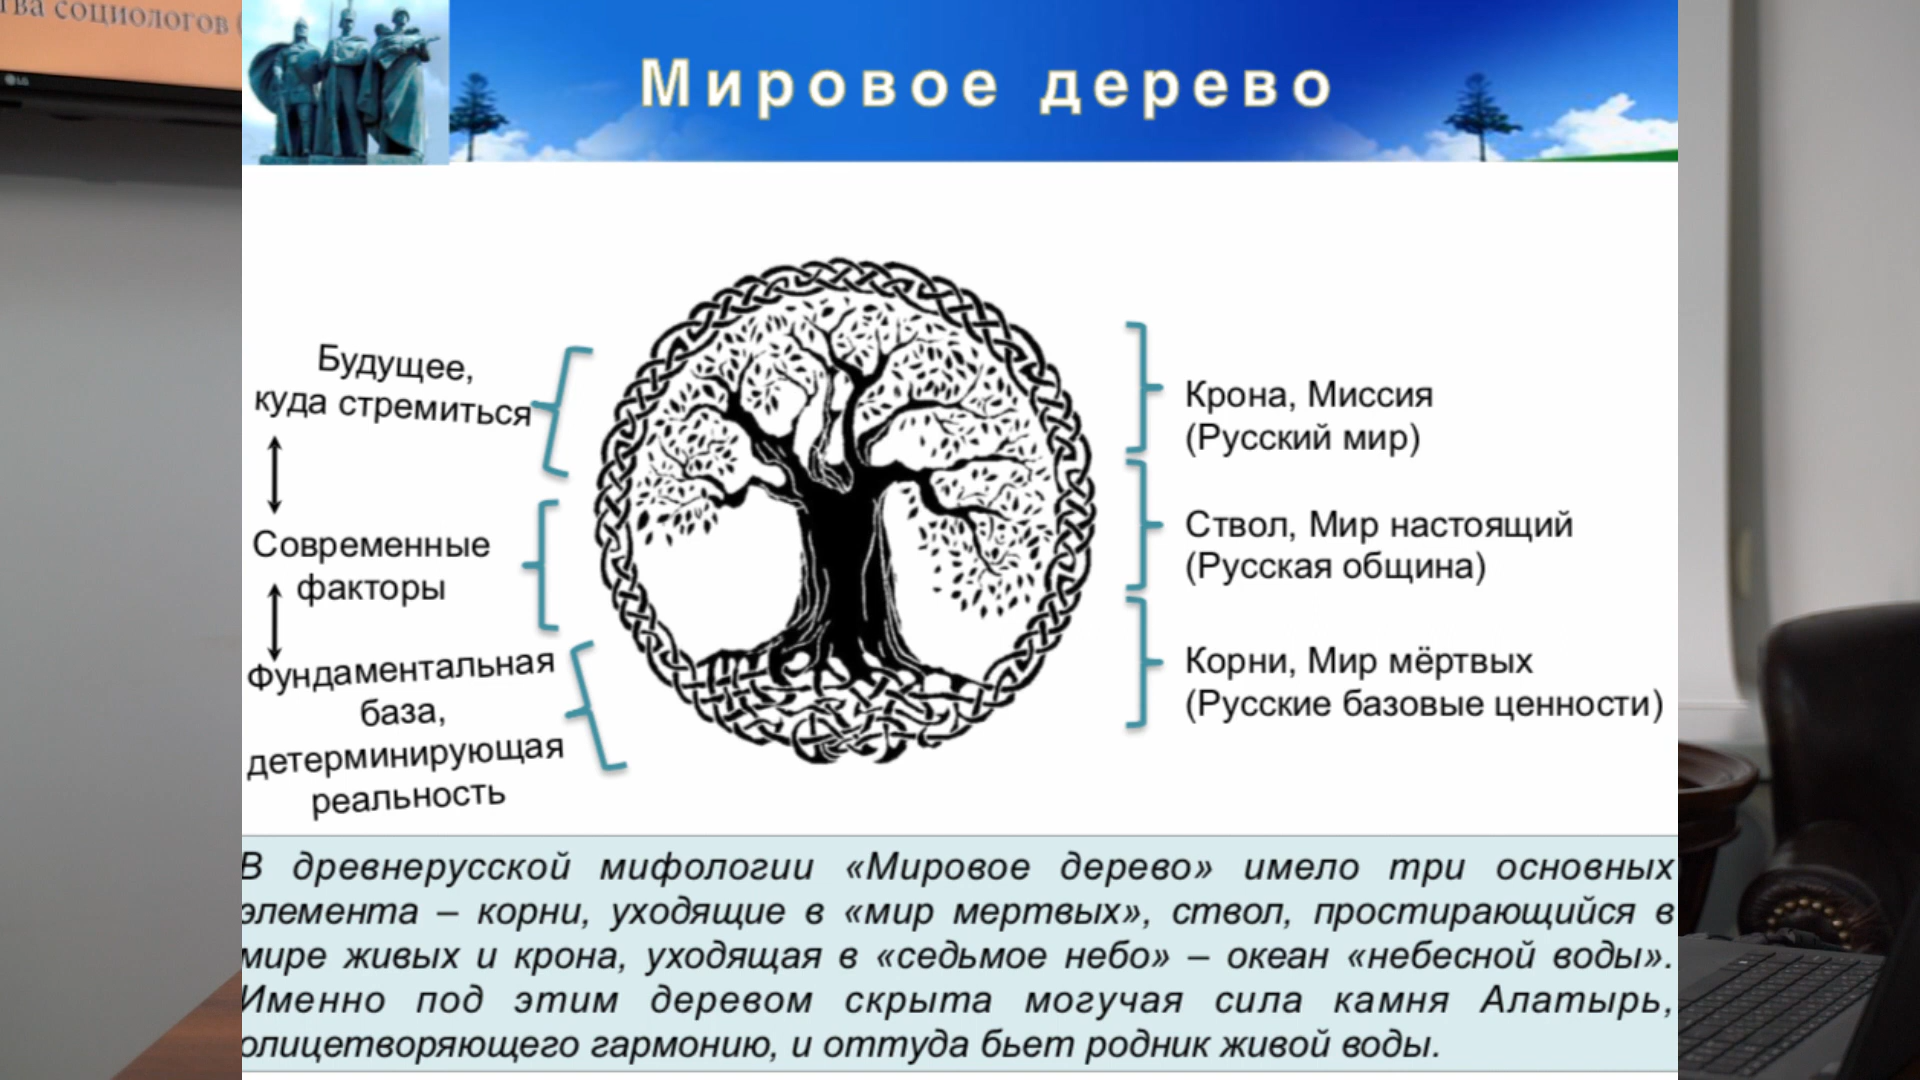 тва социологов (
LG
Мировое дерево
Будущее,
куда стремиться
Современные
факторы
Фундаментальная
база,
детерминирующая
реальность
Крона, Миссия
(Русский мир)
Ствол, Мир настоящий
(Русская община)
Корни, Мир мёртвых
(Русские базовые ценности)
В древнерусской мифологии «Мировое дерево» имело три основных
элемента – корни, уходящие в «мир мертвых», ствол, простирающийся в
мире живых и крона, уходящая в «седьмое небо» – океан «небесной воды».
Именно под этим деревом скрыта могучая сила камня Алатырь,
олицетворяющего гармонию, и оттуда бьет родник живой воды.